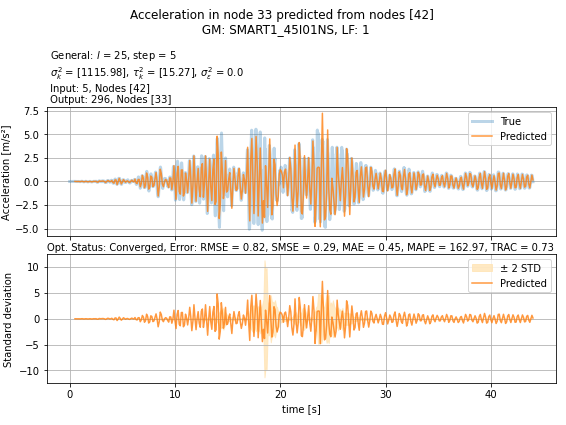 Acceleration in node 33 predicted from nodes [42]
GM: SMART1_45I01NS, LF: 1
General: l = 25, step = 5
σ²ₖ = [1115.98], τ²ₖ = [15.27], σ²ε = 0.0
Input: 5, Nodes [42]
Output: 296, Nodes [33]
7.5
5.0
2.5
0.0
−2.5
−5.0
Acceleration [m/s²]
True
Predicted
Opt. Status: Converged, Error: RMSE = 0.82, SMSE = 0.29, MAE = 0.45, MAPE = 162.97, TRAC = 0.73
10
5
0
−5
−10
Standard deviation
± 2 STD
Predicted
0 10 20 30 40
time [s]